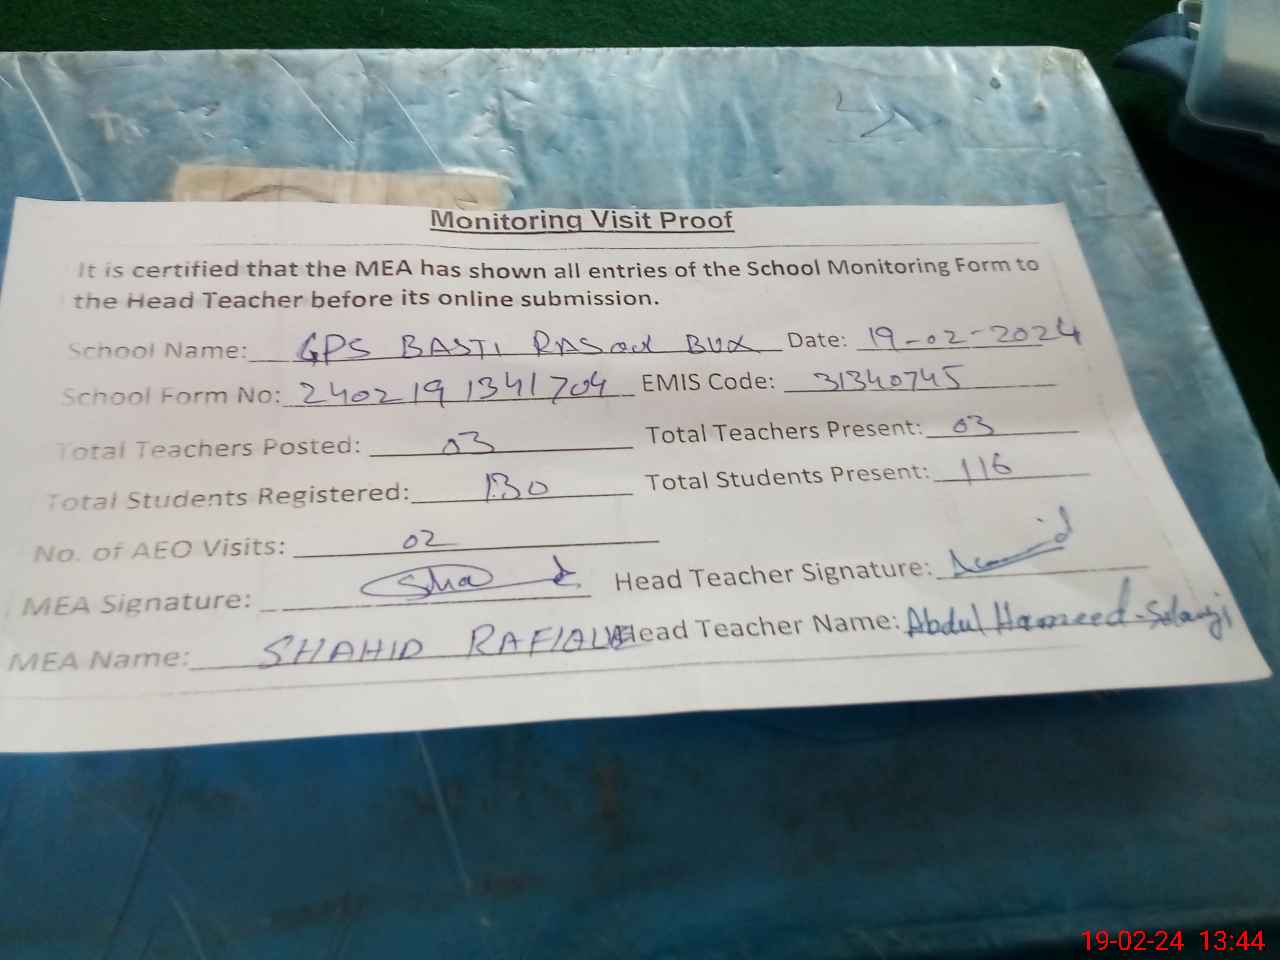 Monitoring Visit Proof
It is certified that the MEA has shown all entries of the School Monitoring Form to
the Head Teacher before its online submission.
School Name: GPS BASTI RASOOL BUX Date: 19-02-2024
School Form No: 240219 1341704 EMIS Code: 31340745
Total Teachers Posted: 03 Total Teachers Present: 03
Total Students Registered: 130 Total Students Present: 116
No. of AEO Visits: 02
MEA Signature: Head Teacher Signature:
MEA Name: SHAHID Head Teacher Name: Abdul Hameed
19-02-24 13:44